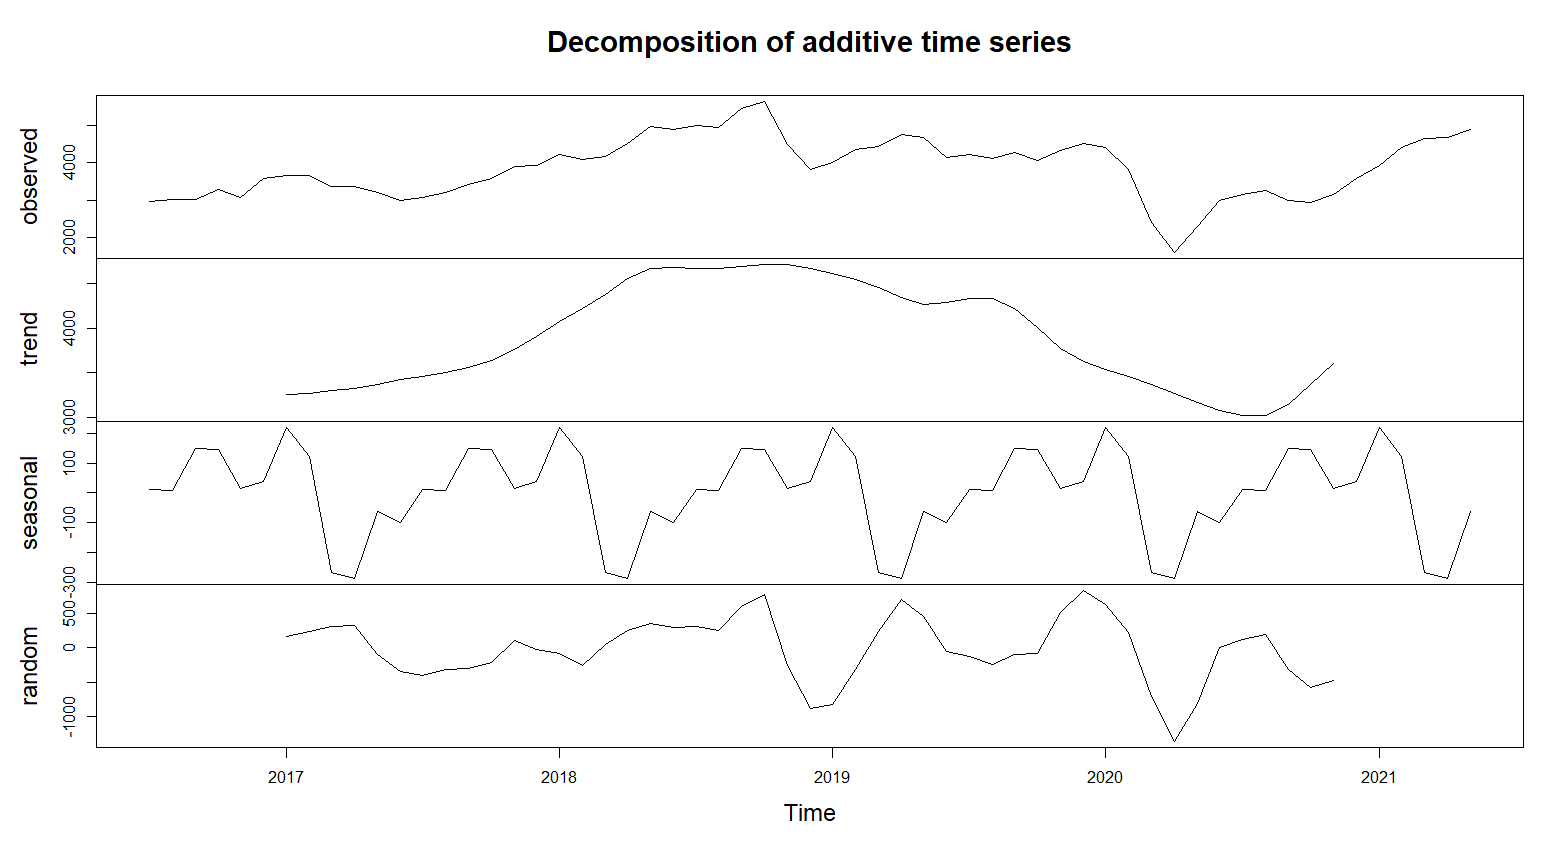 Decomposition of additive time series
observed
4000
2000
trend
4000
3000
seasonal
100
-100
-300
random
500
0
-1000
2017 2018 2019 2020 2021
Time